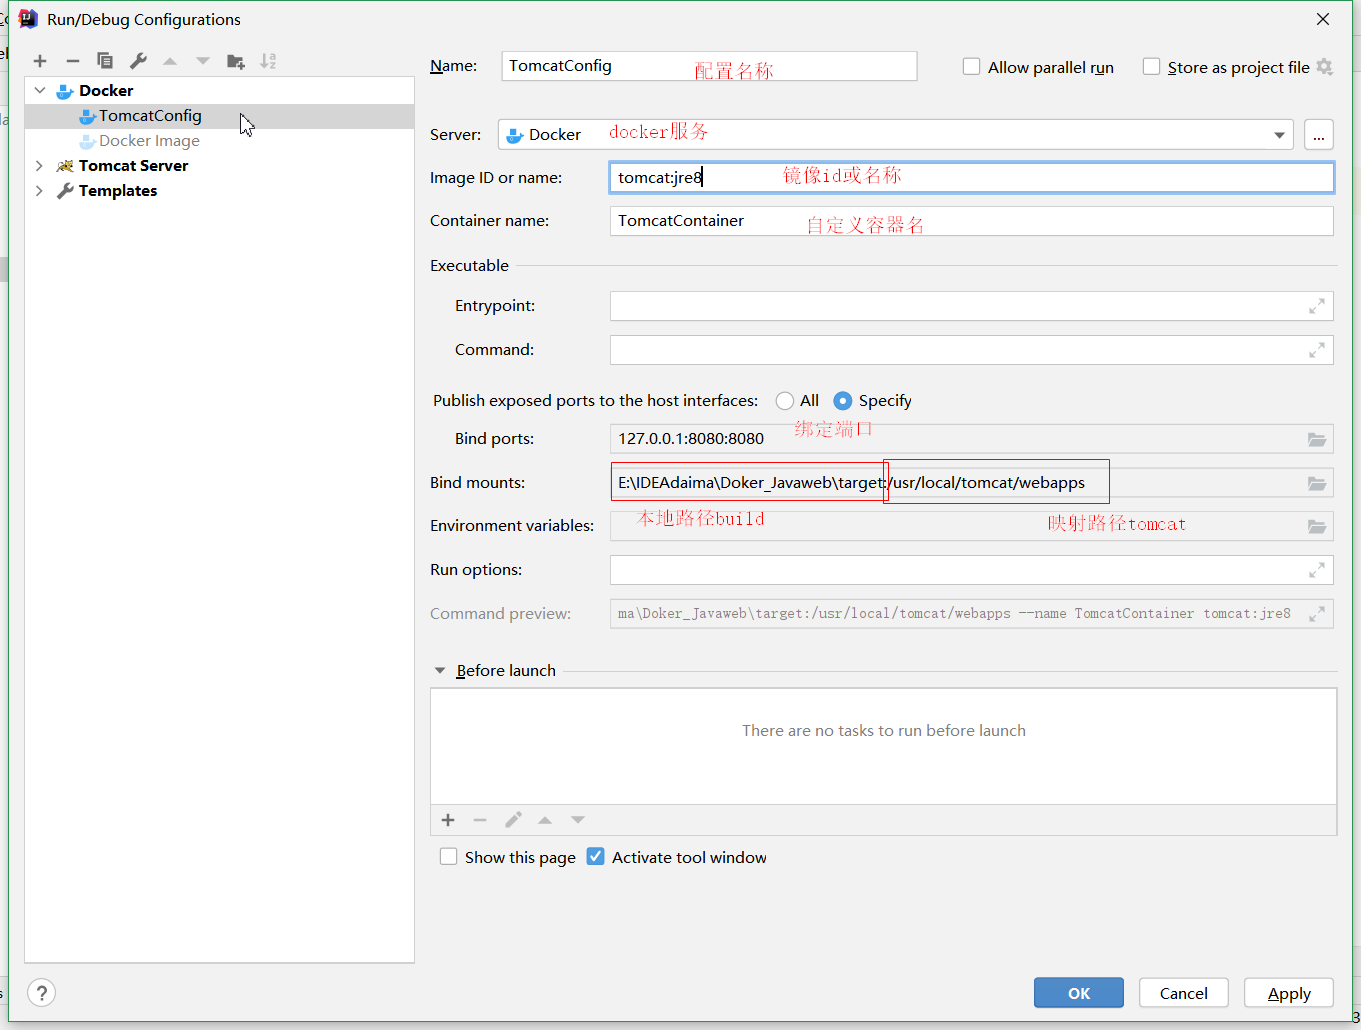 Run/Debug Configurations
Name: TomcatConfig 配置名称
Allow parallel run
Store as project file
Docker
TomcatConfig
Docker Image
Tomcat Server
Templates
Server: Docker docker服务
...
Image ID or name: tomcat:jre8 镜像id或名称
Container name: TomcatContainer 自定义容器名
Executable
Entrypoint:
Command:
Publish exposed ports to the host interfaces: All Specify
绑定端口
Bind ports: 127.0.0.1:8080:8080
Bind mounts: E:\IDEAdaima\Doker_Javaweb\target:/usr/local/tomcat/webapps
本地路径build 映射路径tomcat
Environment variables:
Run options:
Command preview: ma\Doker_Javaweb\target:/usr/local/tomcat/webapps --name TomcatContainer tomcat:jre8
Before launch
There are no tasks to run before launch
Show this page Activate tool window
?
OK Cancel Apply